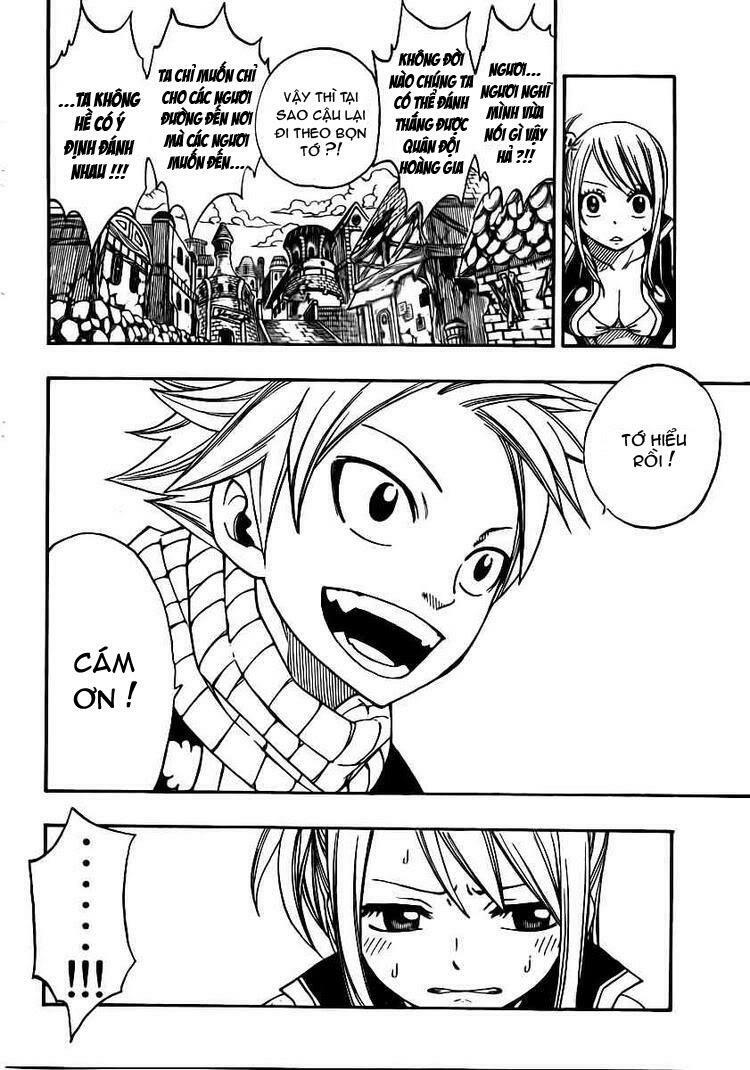 NGƯƠI...
NGƯƠI NGHĨ
MÌNH VỪA
NÓI GÌ VẬY
HẢ ?!!
KHÔNG ĐỜI
NÀO CHÚNG TA
CÓ THỂ ĐÁNH
THẮNG ĐƯỢC
QUÂN ĐỘI
HOÀNG GIA
VẬY THÌ TẠI
SAO CẬU LẠI
ĐI THEO BỌN
TỚ ?!
TA CHỈ MUỐN CHỈ
CHO CÁC NGƯƠI
ĐƯỜNG ĐẾN NƠI
MÀ CÁC NGƯƠI
MUỐN ĐẾN...
...TA KHÔNG
HỀ CÓ Ý
ĐỊNH ĐÁNH
NHAU !!!
TỚ HIỂU
RỒI !
CÁM
ƠN !
......!!!